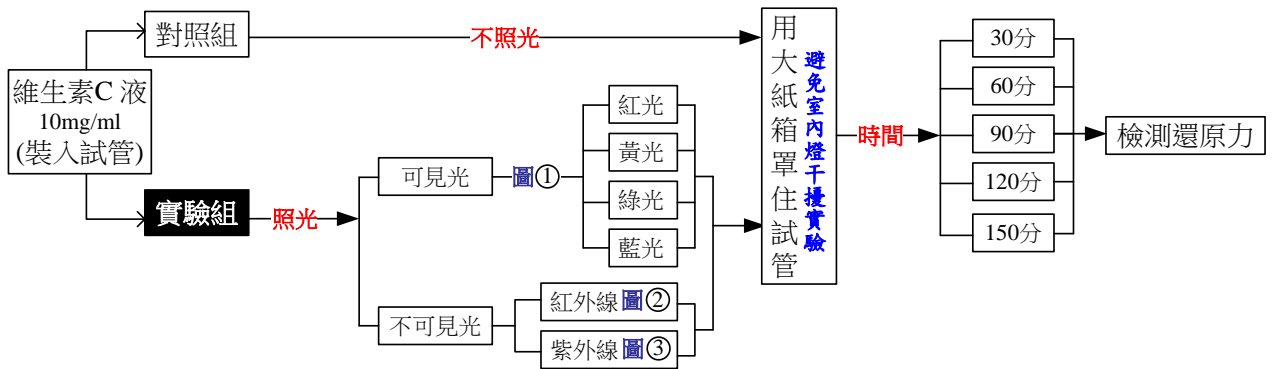 維生素C 液
10mg/ml
(裝入試管)
對照組
不照光
實驗組
照光
可見光
圖①
紅光
黃光
綠光
藍光
不可見光
紅外線圖②
紫外線圖③
用大紙箱罩住試管
避免室內燈干擾實驗
時間
30分
60分
90分
120分
150分
檢測還原力